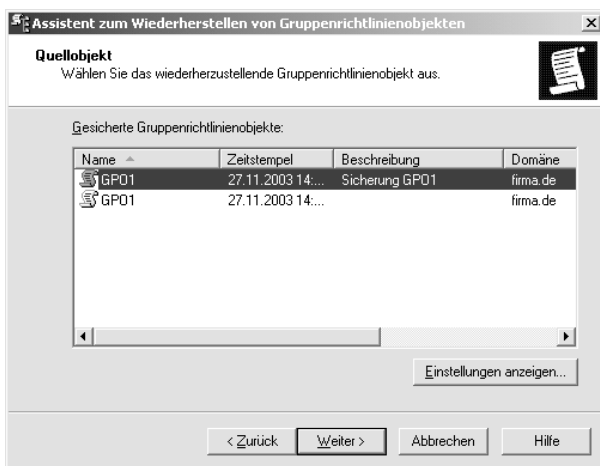 Assistent zum Wiederherstellen von Gruppenrichtlinienobjekten
Quellobjekt
Wählen Sie das wiederherzustellende Gruppenrichtlinienobjekt aus.
Gesicherte Gruppenrichtlinienobjekte:
Name Zeitstempel Beschreibung Domäne
GPO1 27.11.2003 14:... Sicherung GPO1 firma.de
GPO1 27.11.2003 14:... firma.de
Einstellungen anzeigen...
< Zurück Weiter > Abbrechen Hilfe